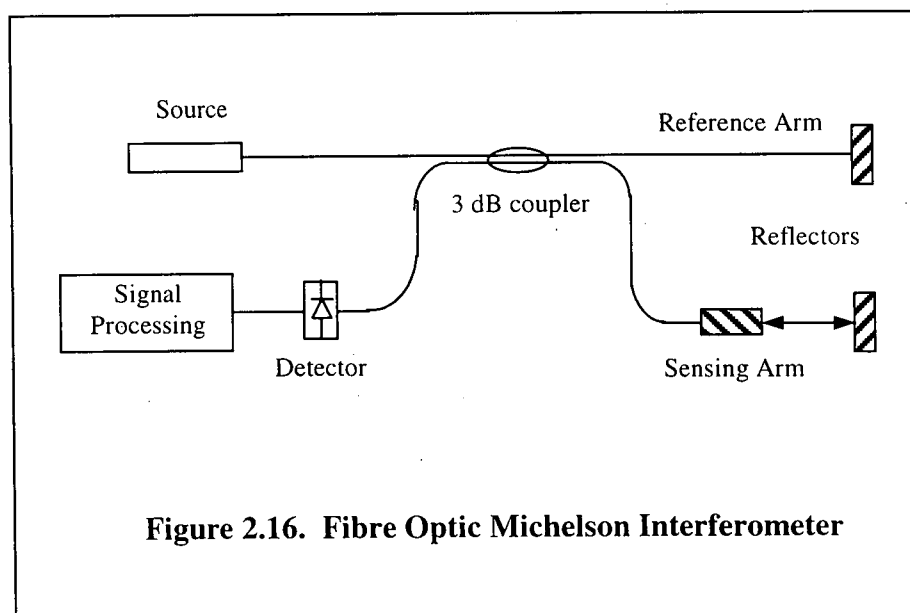 Source
Reference Arm
3 dB coupler
Reflectors
Signal
Processing
Detector
Sensing Arm
Figure 2.16. Fibre Optic Michelson Interferometer